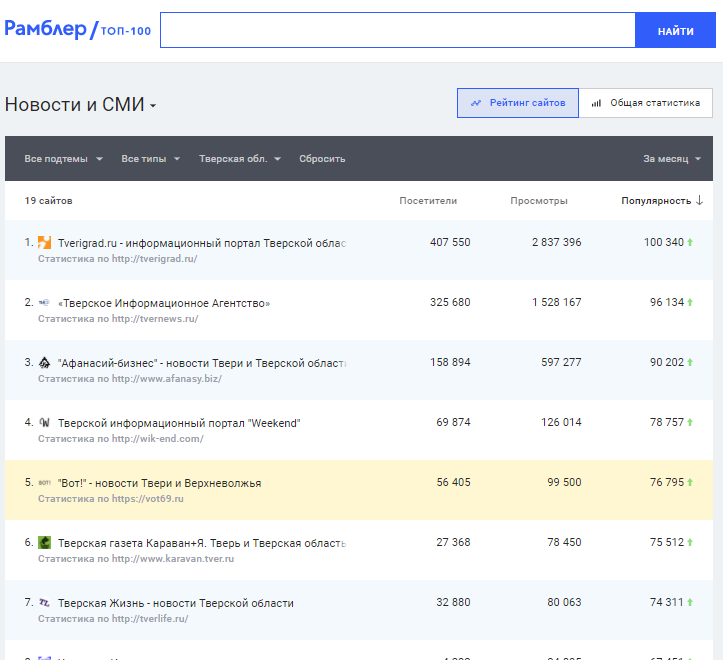 Рамблер / ТОП-100
НАЙТИ
Новости и СМИ
Рейтинг сайтов
Общая статистика
Все подтемы Все типы Тверская обл. Сбросить За месяц
19 сайтов Посетители Просмотры Популярность
1. Tverigrad.ru - информационный портал Тверской облас 407 550 2 837 396 100 340
Статистика по http://tverigrad.ru/
2. «Тверское Информационное Агентство» 325 680 1 528 167 96 134
Статистика по http://tvernews.ru/
3. "Афанасий-бизнес" - новости Твери и Тверской област 158 894 597 277 90 202
Статистика по http://www.afanasy.biz/
4. Тверской информационный портал "Weekend" 69 874 126 014 78 757
Статистика по http://wik-end.com/
5. "Вот!" - новости Твери и Верхневолжья 56 405 99 500 76 795
Статистика по https://vot69.ru
6. Тверская газета Караван+Я. Тверь и Тверская область 27 368 78 450 75 512
Статистика по http://www.karavan.tver.ru
7. Тверская Жизнь - новости Тверской области 32 880 80 063 74 311
Статистика по http://tverlife.ru/